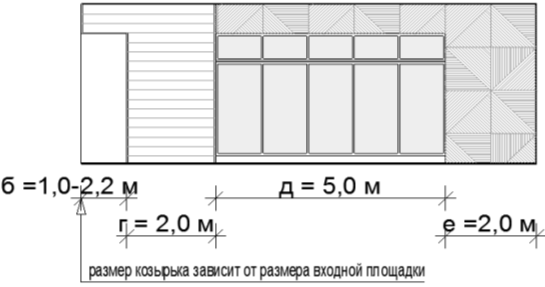 б =1,0-2,2 м
д = 5,0 м
г = 2,0 м
е =2,0 м
размер козырька зависит от размера входной площадки